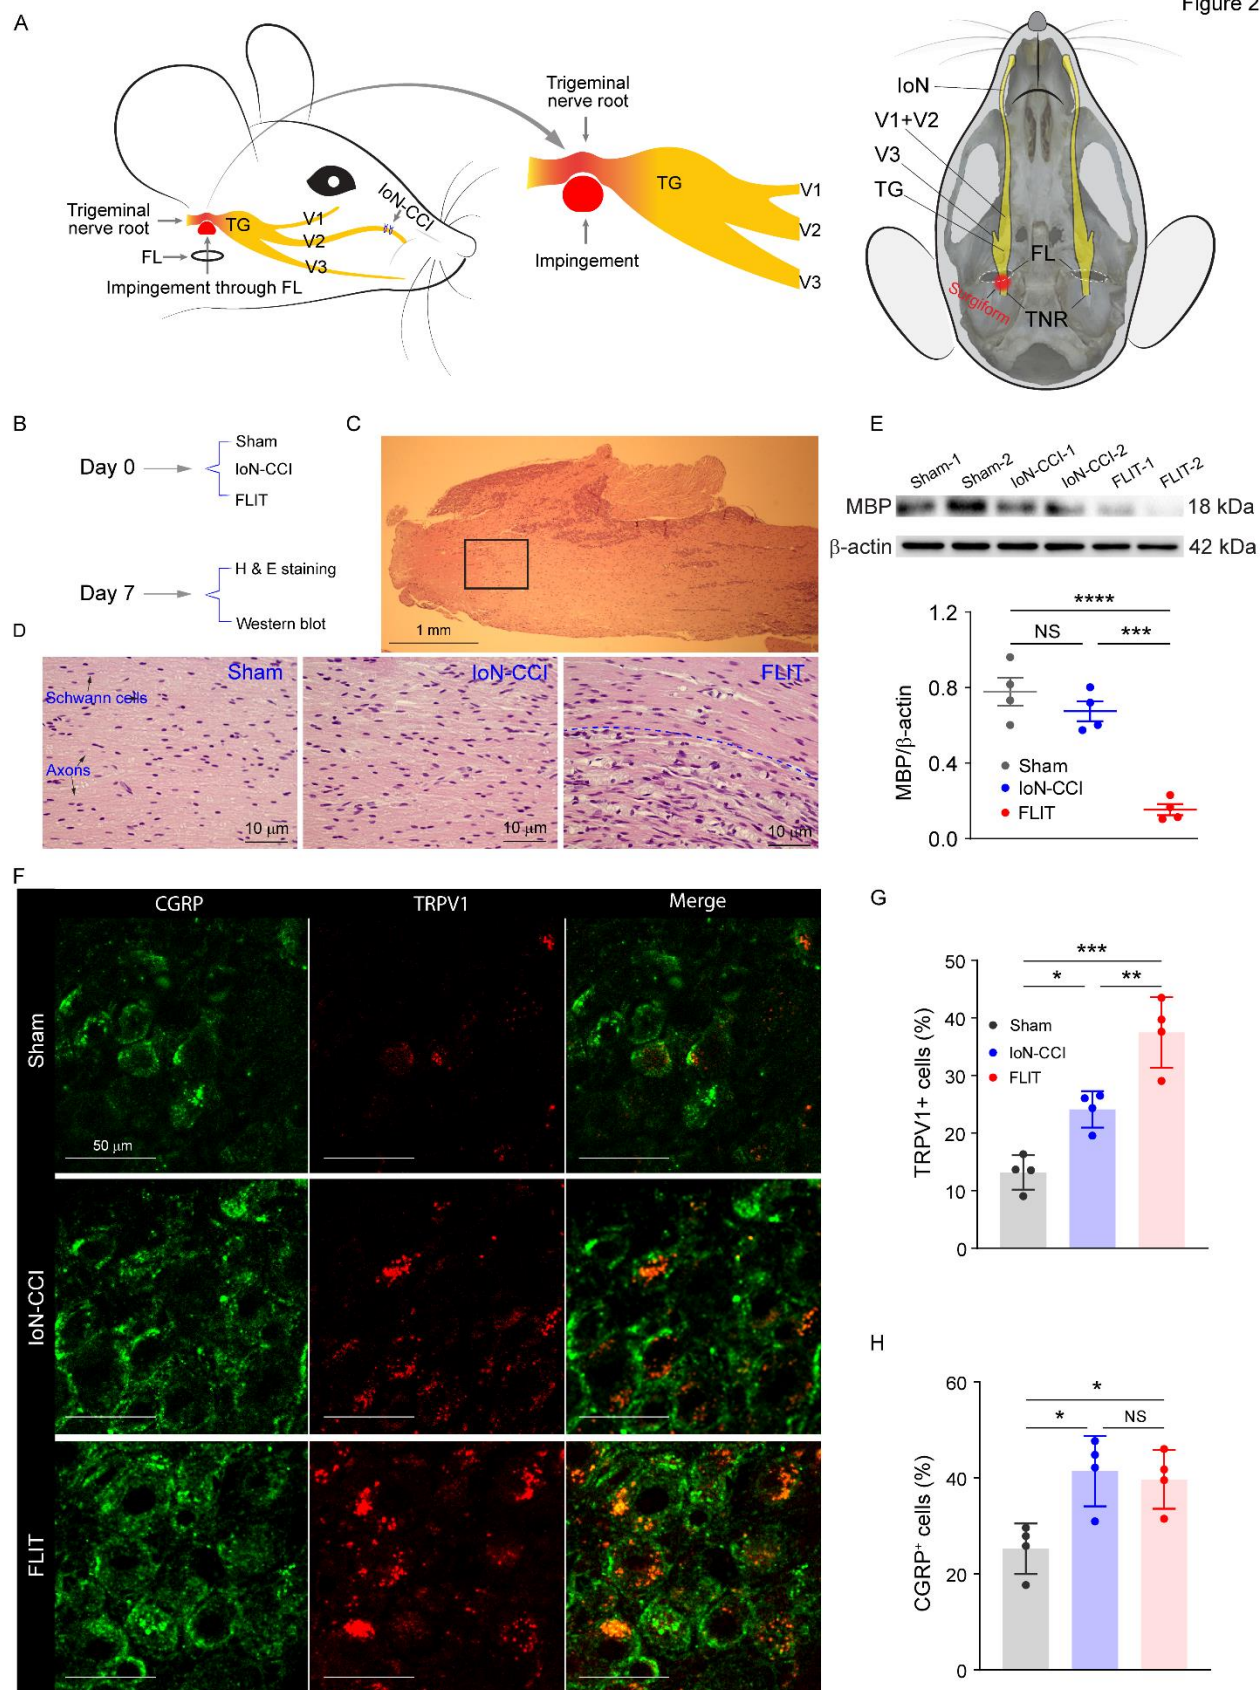 Figure 2
A
Trigeminal
nerve root
TG
V1
V2
V3
IoN-CCI
FL
Impingement through FL
Trigeminal
nerve root
TG
V1
V2
V3
Impingement
IoN
V1+V2
V3
TG
FL
Surgiform
TNR
B
Day 0
Sham
IoN-CCI
FLIT
Day 7
H & E staining
Western blot
C
1 mm
D
Sham
Schwann cells
Axons
10 μm
IoN-CCI
10 μm
FLIT
10 μm
E
Sham-1
Sham-2
IoN-CCI-1
IoN-CCI-2
FLIT-1
FLIT-2
MBP
18 kDa
β-actin
42 kDa
****
NS
***
1.2
0.8
0.4
0.0
MBP/β-actin
Sham
IoN-CCI
FLIT
F
CGRP
TRPV1
Merge
Sham
50 μm
IoN-CCI
FLIT
G
***
*
**
50
40
30
20
10
0
TRPV1+ cells (%)
Sham
IoN-CCI
FLIT
H
*
*
NS
60
40
20
0
CGRP⁺ cells (%)